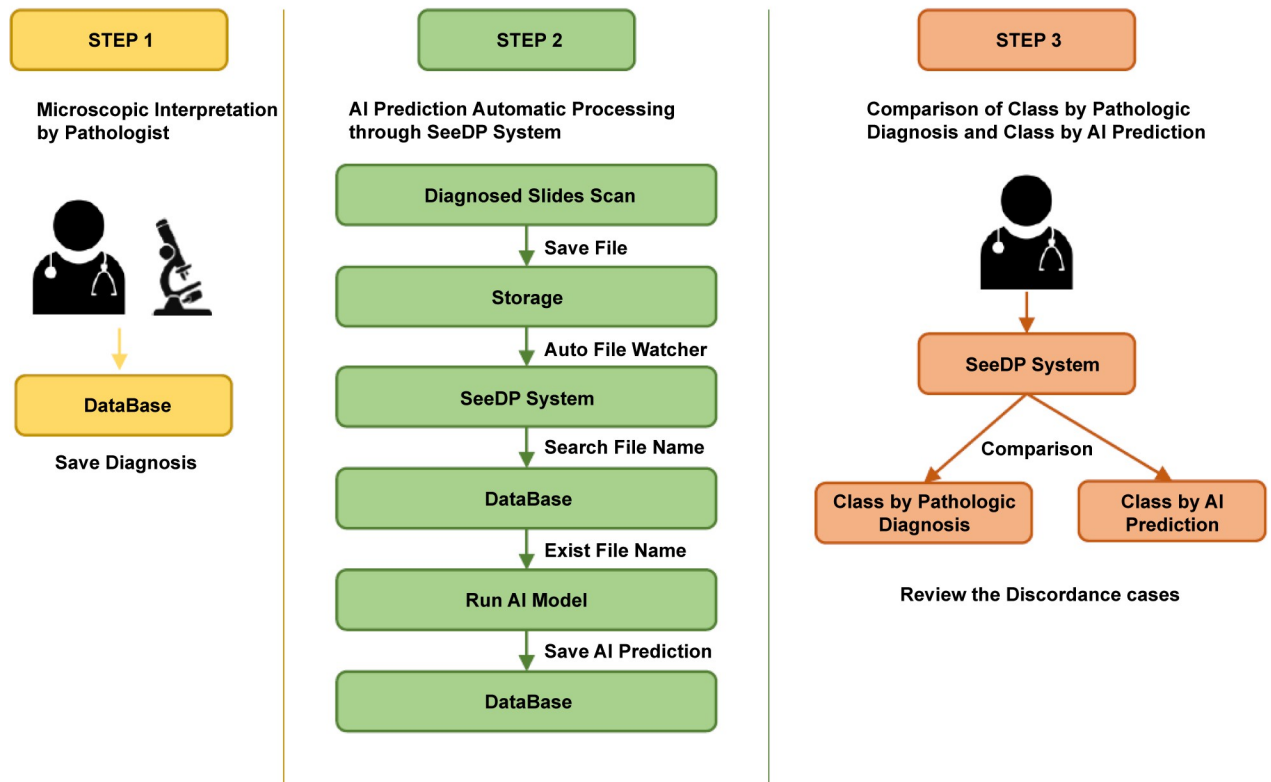 STEP 1
Microscopic Interpretation
by Pathologist
DataBase
Save Diagnosis
STEP 2
AI Prediction Automatic Processing
through SeeDP System
Diagnosed Slides Scan
Save File
Storage
Auto File Watcher
SeeDP System
Search File Name
DataBase
Exist File Name
Run AI Model
Save AI Prediction
DataBase
STEP 3
Comparison of Class by Pathologic
Diagnosis and Class by AI Prediction
SeeDP System
Comparison
Class by Pathologic
Diagnosis
Class by AI
Prediction
Review the Discordance cases